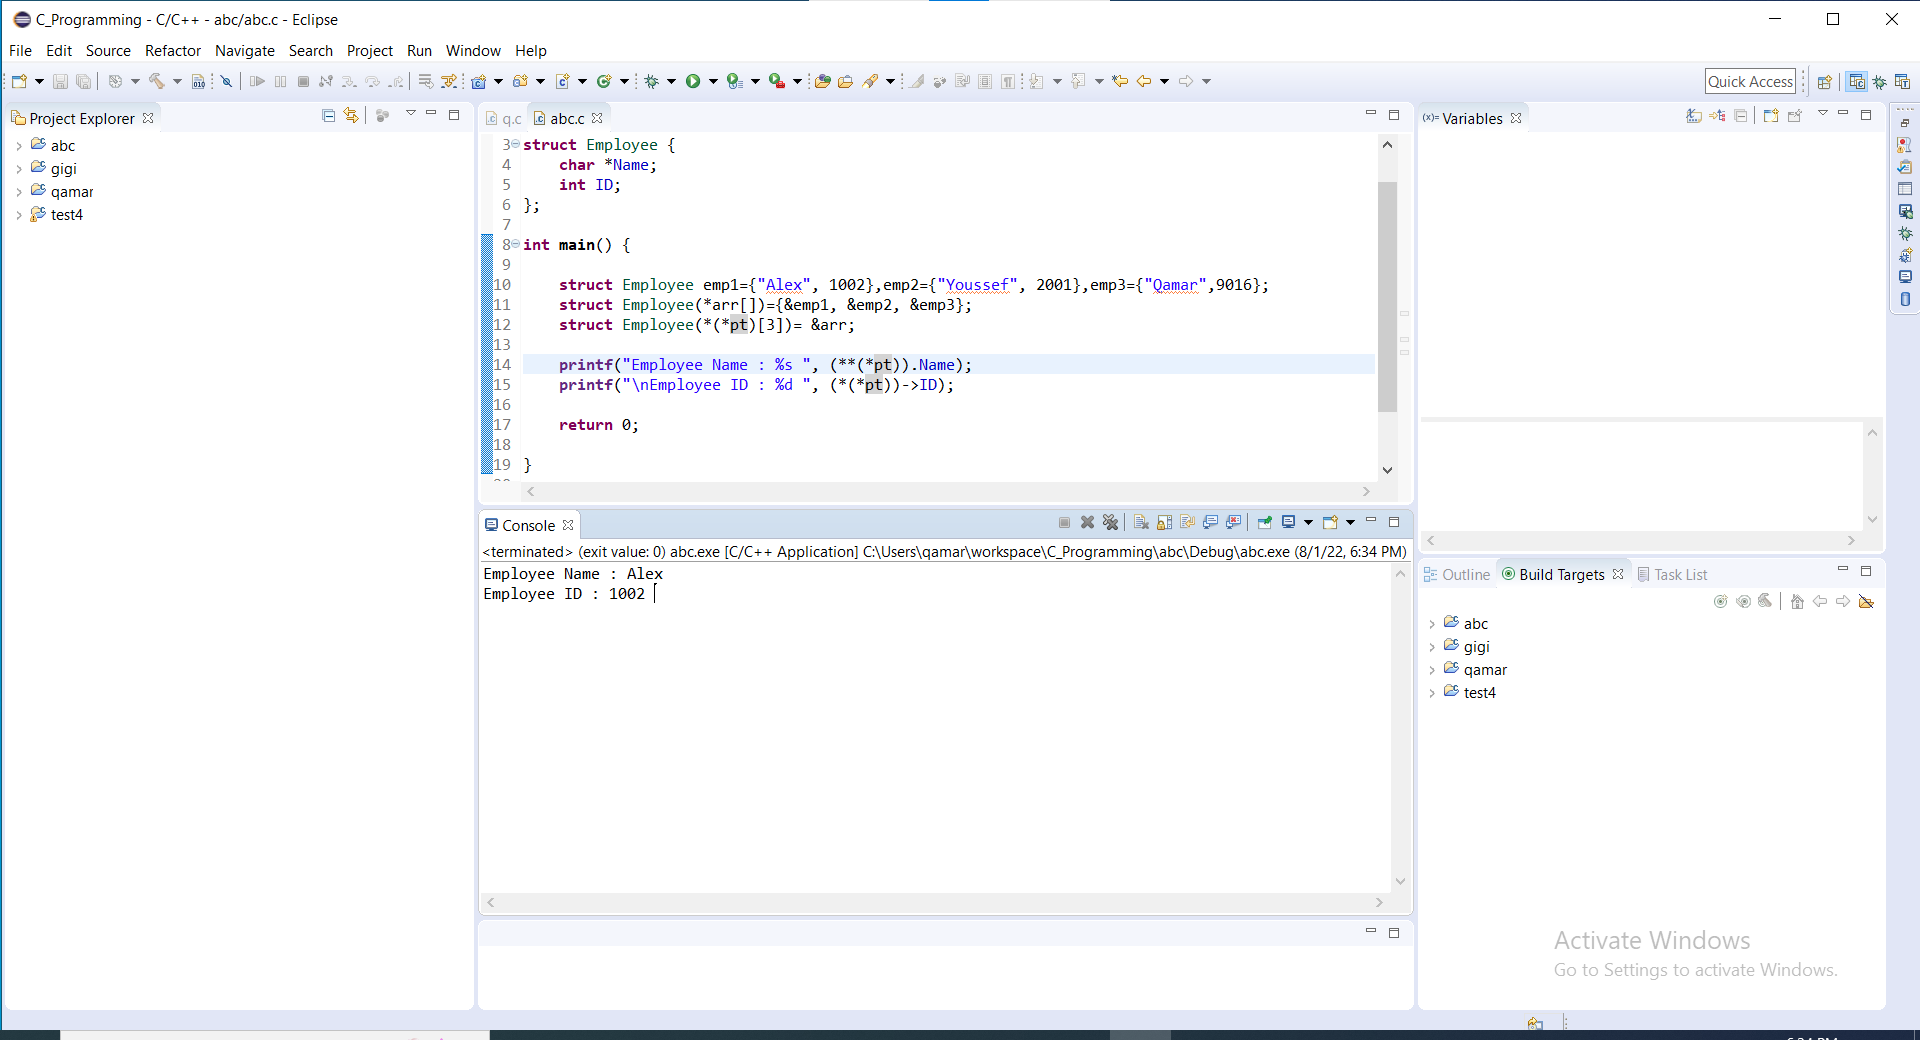 C_Programming - C/C++ - abc/abc.c - Eclipse
File Edit Source Refactor Navigate Search Project Run Window Help
Quick Access
Project Explorer
abc
gigi
qamar
test4
q.c abc.c
3 struct Employee {
4 char *Name;
5 int ID;
6 };
7
8 int main() {
9
10 struct Employee emp1={"Alex", 1002},emp2={"Youssef", 2001},emp3={"Qamar",9016};
11 struct Employee(*arr[])={&emp1, &emp2, &emp3};
12 struct Employee(*(*pt)[3])= &arr;
13
14 printf("Employee Name : %s ", (**(*pt)).Name);
15 printf("\nEmployee ID : %d ", (*(*pt))->ID);
16
17 return 0;
18
19 }
Console
<terminated> (exit value: 0) abc.exe [C/C++ Application] C:\Users\qamar\workspace\C_Programming\abc\Debug\abc.exe (8/1/22, 6:34 PM)
Employee Name : Alex
Employee ID : 1002
(x)= Variables
Outline Build Targets Task List
abc
gigi
qamar
test4
Activate Windows
Go to Settings to activate Windows.